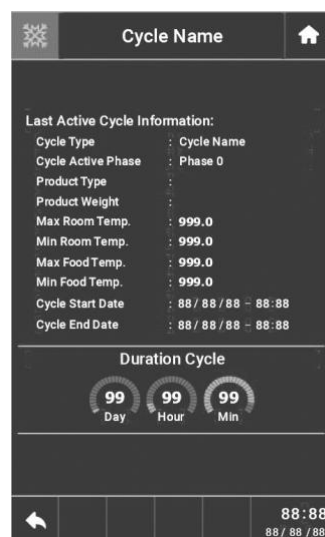 Cycle Name
Last Active Cycle Information:
Cycle Type : Cycle Name
Cycle Active Phase : Phase 0
Product Type :
Product Weight :
Max Room Temp. : 999.0
Min Room Temp. : 999.0
Max Food Temp. : 999.0
Min Food Temp. : 999.0
Cycle Start Date : 88/ 88/88 - 88:88
Cycle End Date : 88/ 88/88 - 88:88
Duration Cycle
99 99 99
Day Hour Min
88:88
88/ 88 /88